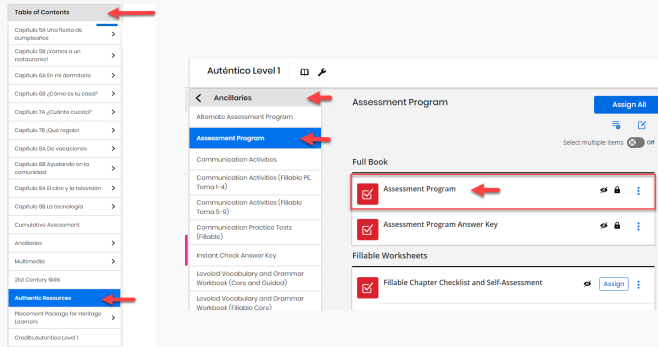 Table of Contents
Capítulo 5A Una fiesta de
cumpleaños
Capítulo 5B ¡Vamos a un
restaurante!
Capítulo 6A En mi dormitorio
Capítulo 6B ¿Cómo es tu casa?
Capítulo 7A ¿Cuánto cuesta?
Capítulo 7B ¡Qué regalo!
Capítulo 8A De vacaciones
Capítulo 8B Ayudando en la
comunidad
Capítulo 9A El cine y la televisión
Capítulo 9B La tecnología
Cumulative Assessment
Ancillaries
Multimedia
21st Century Skills
Authentic Resources
Placement Package for Heritage
Learners
Credits Autentico Level 1
Auténtico Level 1
Ancillaries
Alternate Assessment Program
Assessment Program
Communication Activities
Communication Activities (Fillable PE,
Tema 1-4)
Communication Activities (Fillable
Tema 5-9)
Communication Practice Tests
(Fillable)
Instant Check Answer Key
Leveled Vocabulary and Grammar
Workbook (Core and Guided)
Leveled Vocabulary and Grammar
Workbook (Fillable Core)
Assessment Program
Assign All
Select multiple items
Off
Full Book
Assessment Program
Assessment Program Answer Key
Fillable Worksheets
Fillable Chapter Checklist and Self-Assessment
Assign